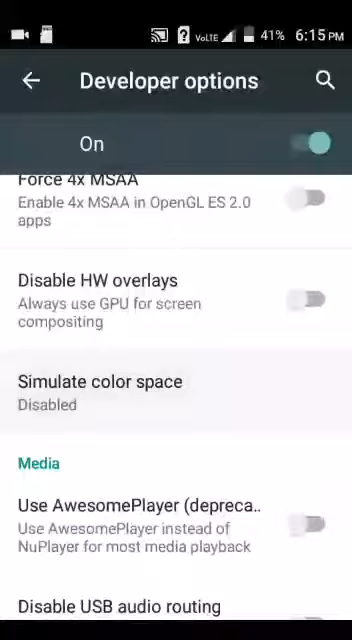 VoLTE 41% 6:15 PM
Developer options
On
Force 4x MSAA
Enable 4x MSAA in OpenGL ES 2.0
apps
Disable HW overlays
Always use GPU for screen
compositing
Simulate color space
Disabled
Media
Use AwesomePlayer (depreca..
Use AwesomePlayer instead of
NuPlayer for most media playback
Disable USB audio routing